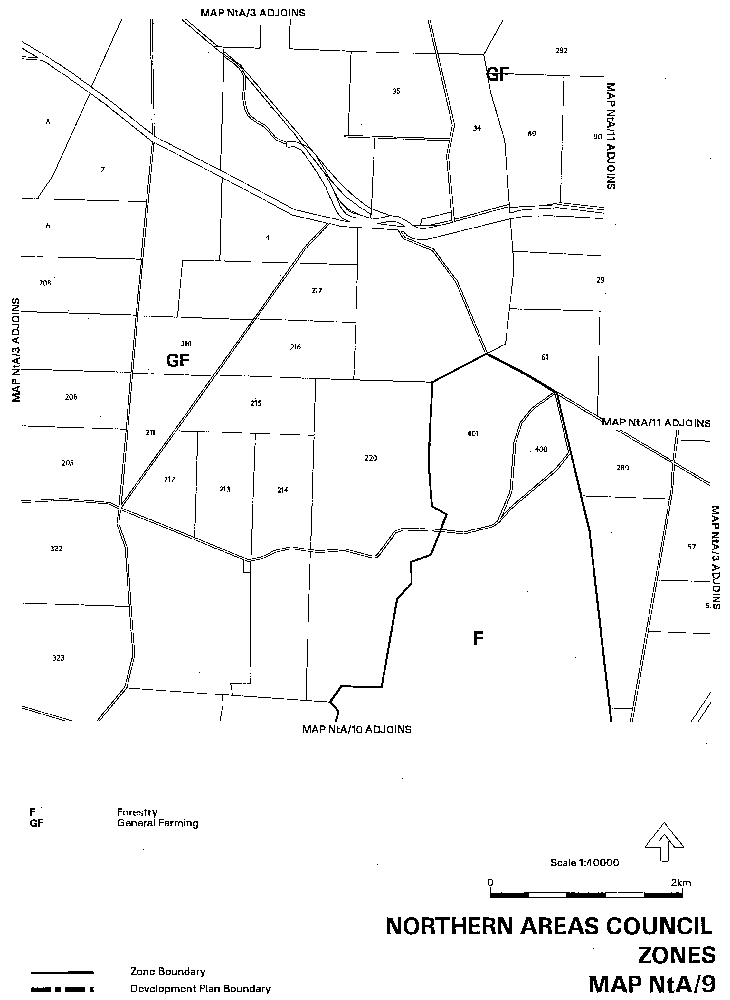 MAP NtA/3 ADJOINS
292
GF
35
MAP NtA/11 ADJOINS
8
34
89
90
7
6
4
208
29
217
MAP NtA/3 ADJOINS
210
216
GF
61
206
215
MAP NtA/11 ADJOINS
211
401
400
220
205
289
212
213
214
MAP NtA/3 ADJOINS
322
57
5.
F
323
MAP NtA/10 ADJOINS
F Forestry
GF General Farming
Scale 1:40000
0 2km
NORTHERN AREAS COUNCIL
ZONES
MAP NtA/9
Zone Boundary
Development Plan Boundary